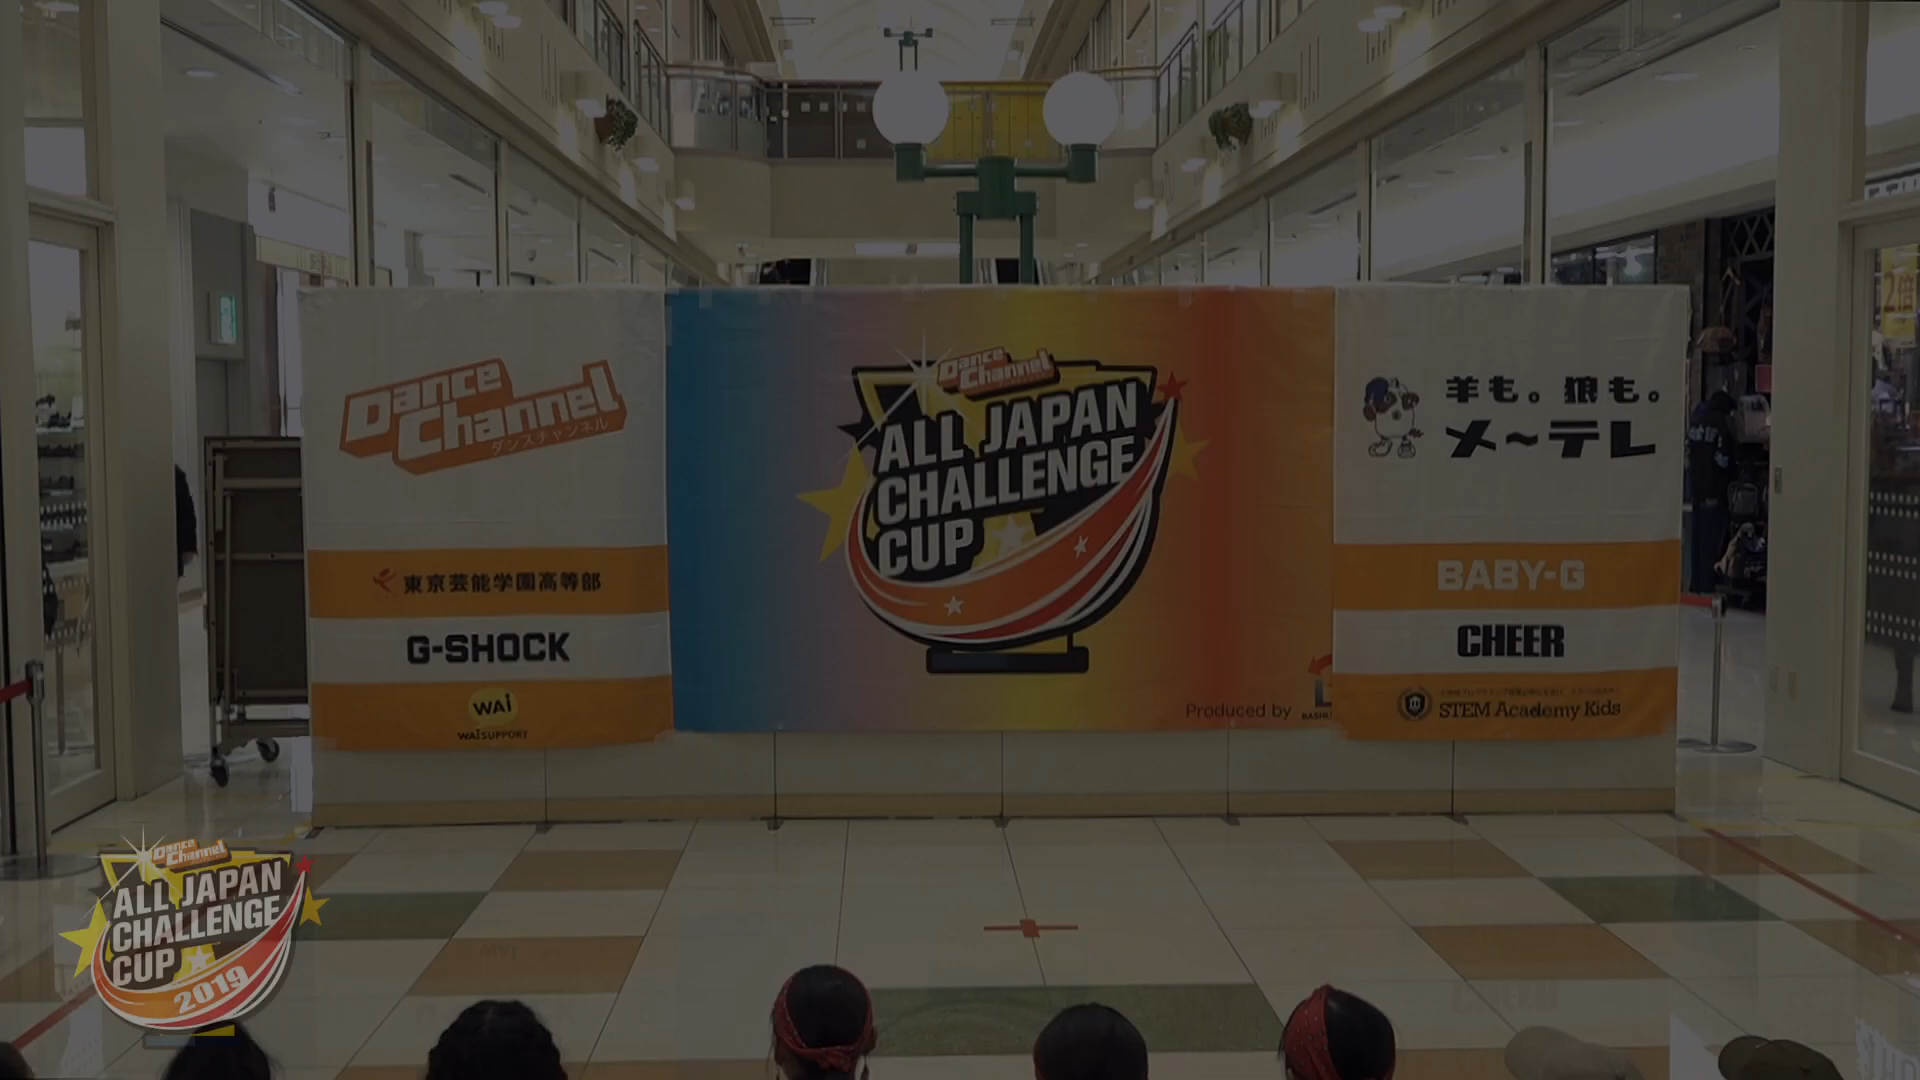 Dance
Channel
ダンスチャンネル
東京芸能学園高等部
G-SHOCK
WAi
WAiSUPPORT
Dance
Channel
ALL JAPAN
CHALLENGE
CUP
Produced by
羊も。狼も。
メ~テレ
BABY-G
CHEER
STEM Academy Kids
2倍
Dance
Channel
ALL JAPAN
CHALLENGE
CUP
2019